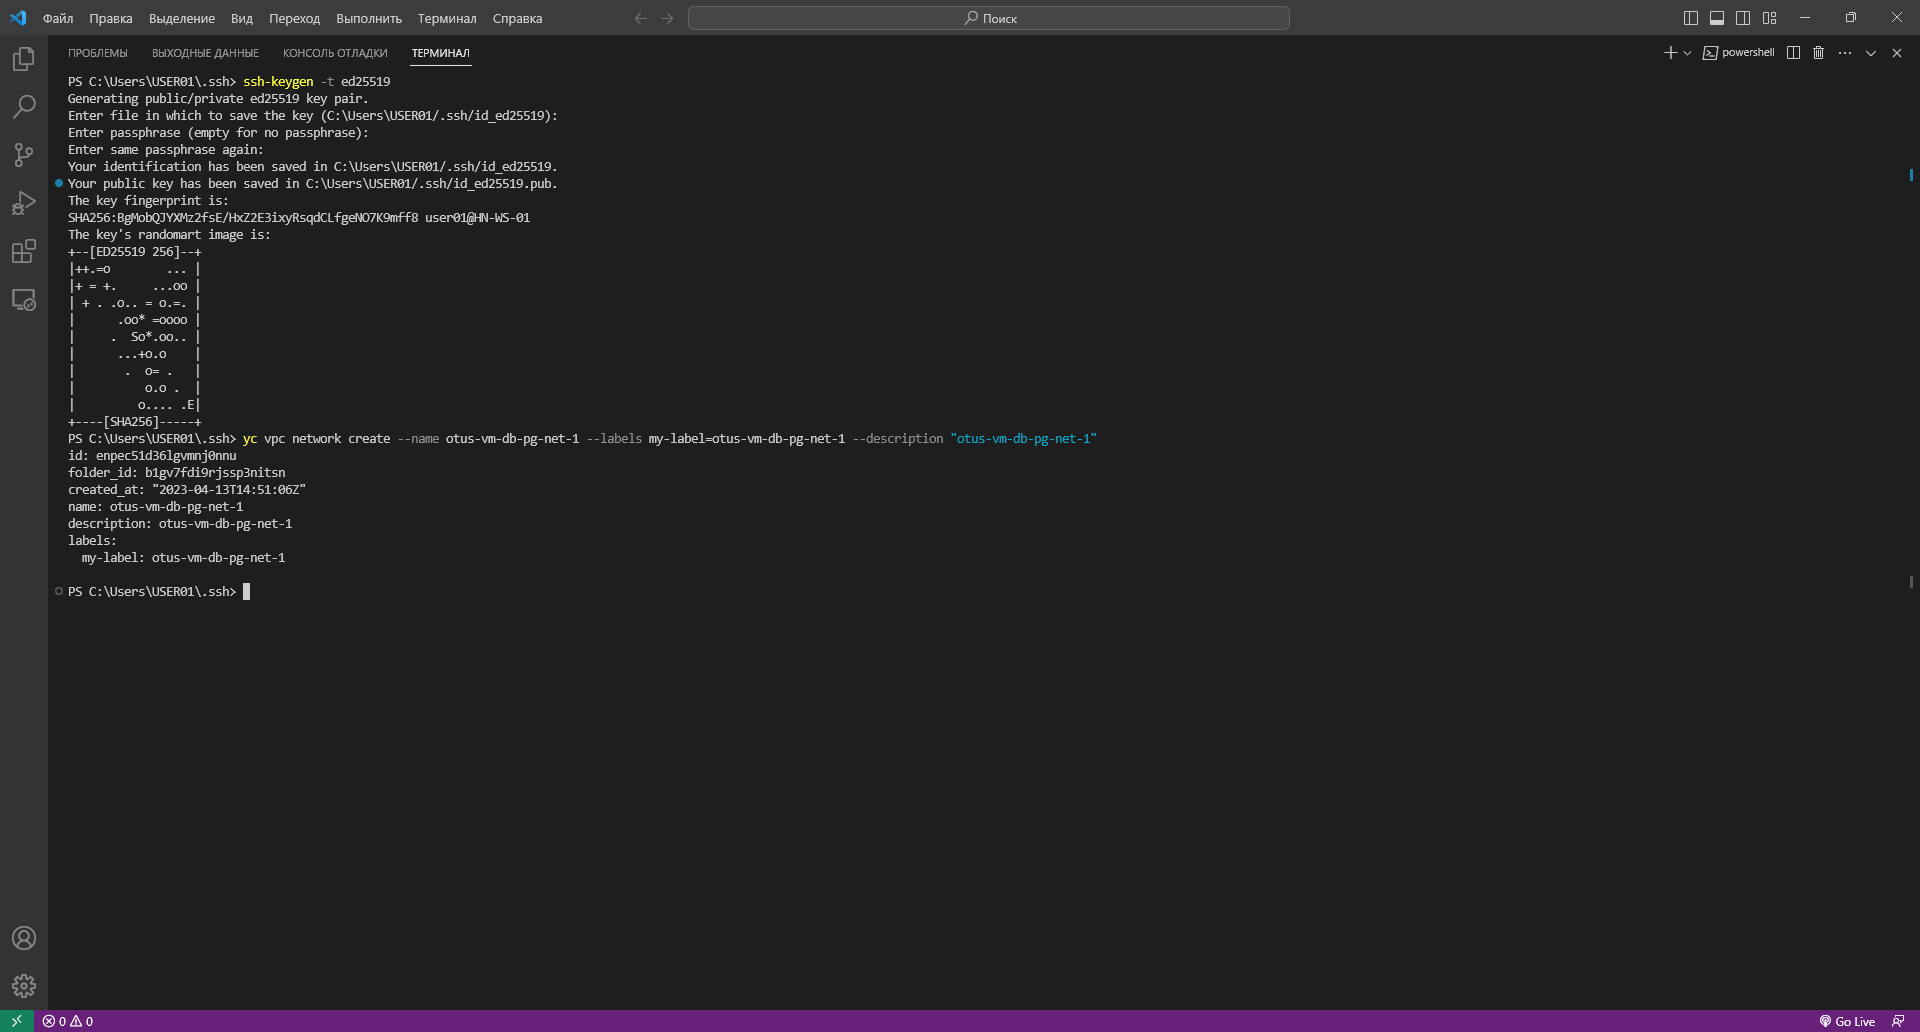 Файл Правка Выделение Вид Переход Выполнить Терминал Справка Поиск
ПРОБЛЕМЫ ВЫХОДНЫЕ ДАННЫЕ КОНСОЛЬ ОТЛАДКИ ТЕРМИНАЛ powershell
PS C:\Users\USER01\.ssh> ssh-keygen -t ed25519
Generating public/private ed25519 key pair.
Enter file in which to save the key (C:\Users\USER01/.ssh/id_ed25519):
Enter passphrase (empty for no passphrase):
Enter same passphrase again:
Your identification has been saved in C:\Users\USER01/.ssh/id_ed25519.
Your public key has been saved in C:\Users\USER01/.ssh/id_ed25519.pub.
The key fingerprint is:
SHA256:BgMobQJYXMz2fsE/HxZ2E3ixyRsqdCLfgeNO7K9mff8 user01@HN-WS-01
The key's randomart image is:
+--[ED25519 256]--+
|++.=o        ... |
|+ = +.     ...oo |
| + . .o.. = o.=. |
|      .oo* =oooo |
|     .  So*.oo.. |
|      ...+o.o    |
|       .  o= .   |
|          o.o .  |
|         o.... .E|
+----[SHA256]-----+
PS C:\Users\USER01\.ssh> yc vpc network create --name otus-vm-db-pg-net-1 --labels my-label=otus-vm-db-pg-net-1 --description "otus-vm-db-pg-net-1"
id: enpec51d36lgvmnj0nnu
folder_id: b1gv7fdi9rjssp3nitsn
created_at: "2023-04-13T14:51:06Z"
name: otus-vm-db-pg-net-1
description: otus-vm-db-pg-net-1
labels:
  my-label: otus-vm-db-pg-net-1
PS C:\Users\USER01\.ssh>
0 0 Go Live